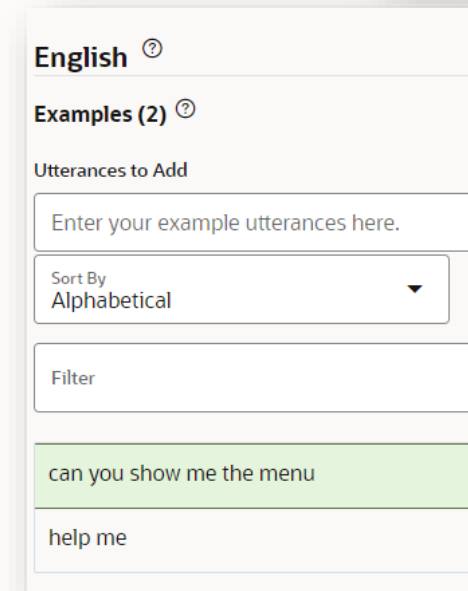 English ?
Examples (2) ?
Utterances to Add
Enter your example utterances here.
Sort By
Alphabetical
Filter
can you show me the menu
help me